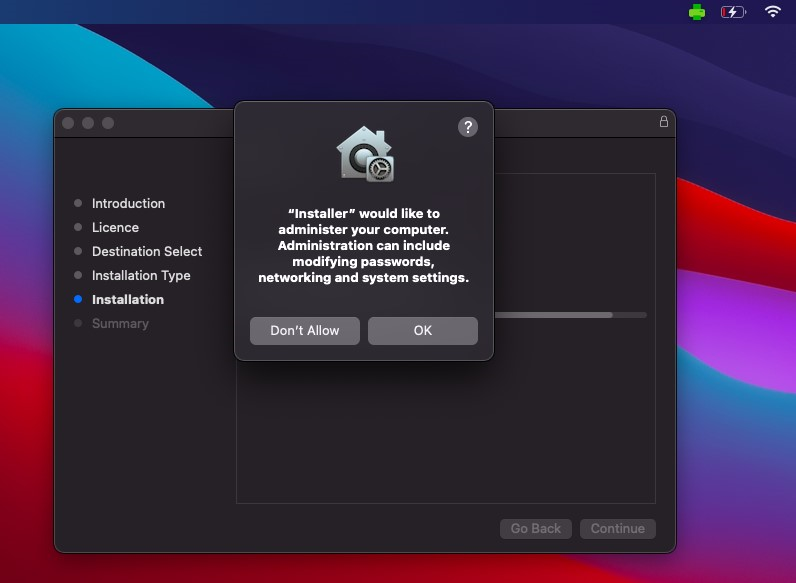 ?
“Installer” would like to
administer your computer.
Administration can include
modifying passwords,
networking and system settings.
Don’t Allow
OK
Introduction
Licence
Destination Select
Installation Type
Installation
Summary
Go Back
Continue